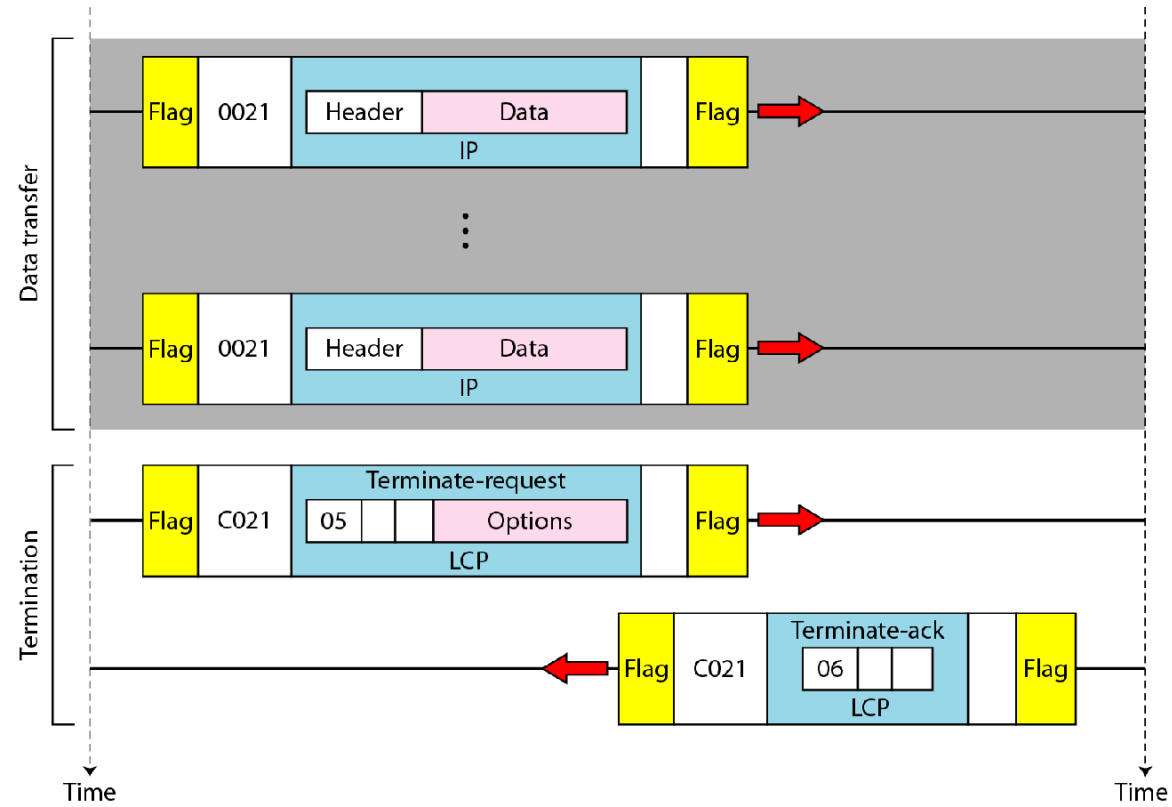 Data transfer
Flag 0021 Header Data Flag
IP
Flag 0021 Header Data Flag
IP
Termination
Terminate-request
Flag C021 05 Options Flag
LCP
Terminate-ack
Flag C021 06 Flag
LCP
Time Time